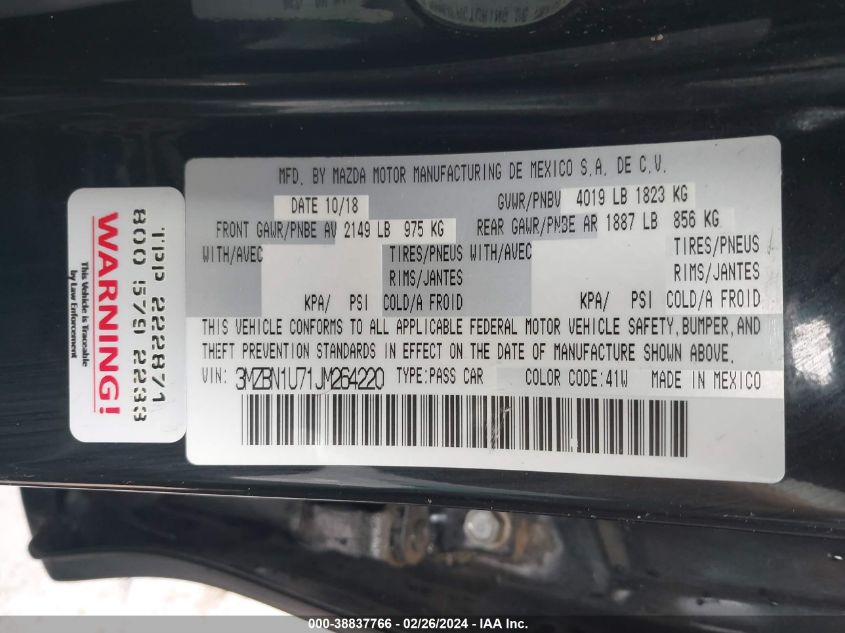 MFD. BY MAZDA MOTOR MANUFACTURING DE MEXICO S.A. DE C.V.
DATE 10/18 GVWR/PNBV 4019 LB 1823 KG
FRONT GAWR/PNBE AV 2149 LB 975 KG REAR GAWR/PNBE AR 1887 LB 856 KG
WITH/AVEC TIRES/PNEUS WITH/AVEC TIRES/PNEUS
RIMS/JANTES RIMS/JANTES
KPA/ PSI COLD/A FROID KPA/ PSI COLD/A FROID
THIS VEHICLE CONFORMS TO ALL APPLICABLE FEDERAL MOTOR VEHICLE SAFETY, BUMPER, AND
THEFT PREVENTION STANDARDS IN EFFECT ON THE DATE OF MANUFACTURE SHOWN ABOVE.
VIN: 3MZBN1U71JM264220 TYPE:PASS CAR COLOR CODE:41W MADE IN MEXICO
Tpp 222871
800 579 2233
WARNING!
This Vehicle is Traceable
by Law Enforcement
000-38837766 - 02/26/2024 - IAA Inc.